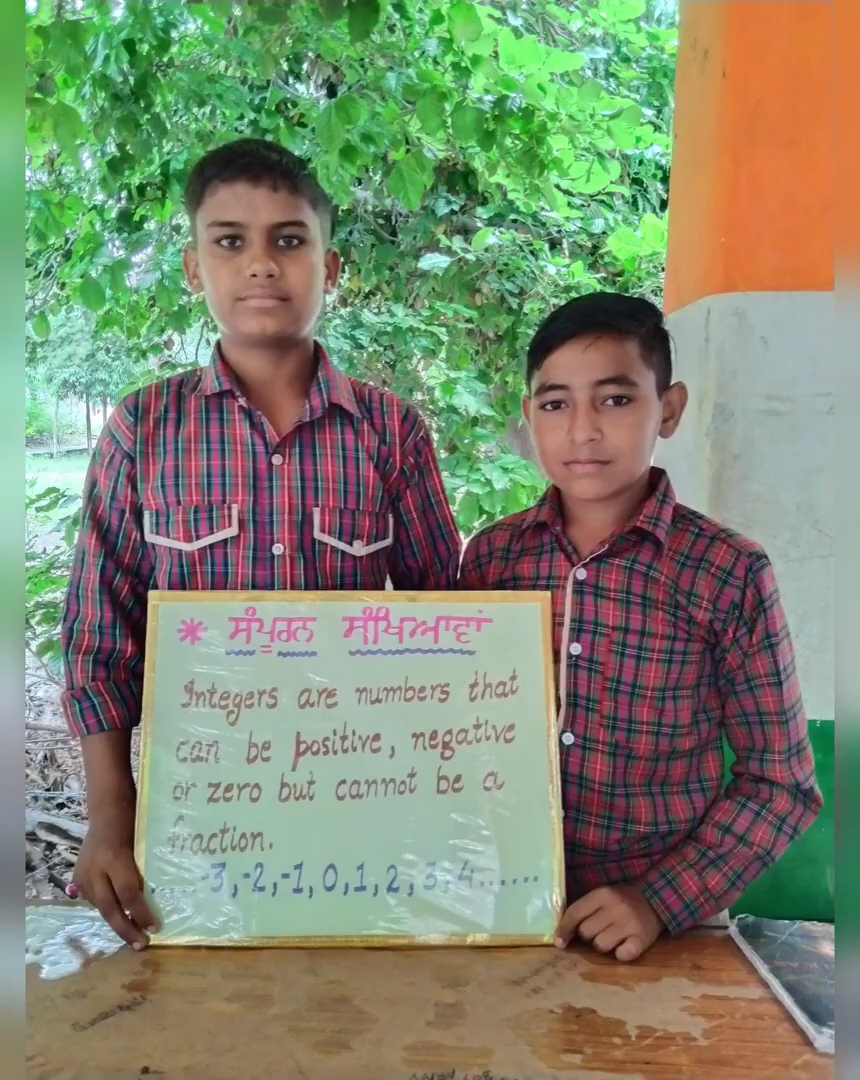 * ਸੰਪੂਰਨ ਸੰਖਿਆਵਾਂ
Integers are numbers that
can be positive, negative
or zero but cannot be a
fraction.
.....-3,-2,-1,0,1,2,3,4......